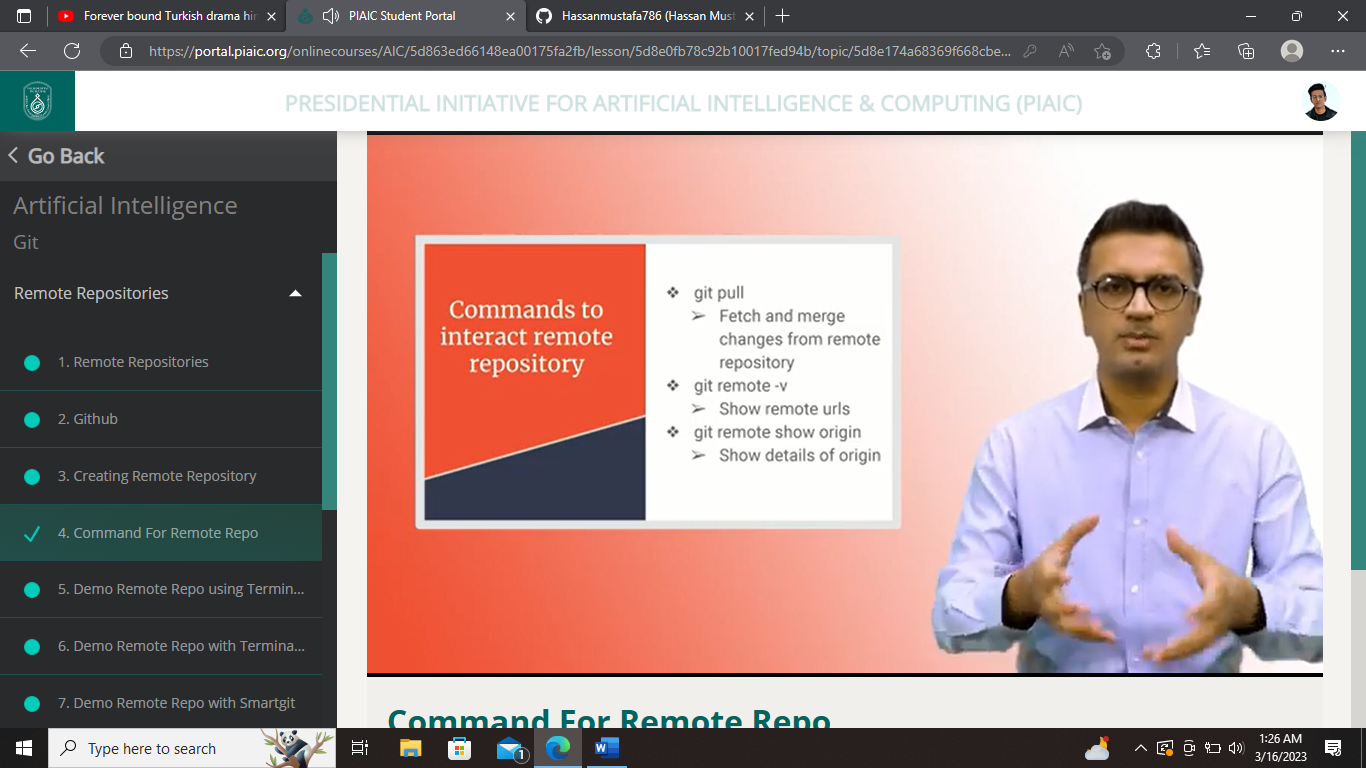 Forever bound Turkish drama hin
PIAIC Student Portal
Hassanmustafa786 (Hassan Must
https://portal.piaic.org/onlinecourses/AIC/5d863ed66148ea00175fa2fb/lesson/5d8e0fb78c92b10017fed94b/topic/5d8e174a68369f668cbe...
PRESIDENTIAL INITIATIVE FOR ARTIFICIAL INTELLIGENCE & COMPUTING (PIAIC)
Go Back
Artificial Intelligence
Git
Remote Repositories
1. Remote Repositories
2. Github
3. Creating Remote Repository
4. Command For Remote Repo
5. Demo Remote Repo using Termin...
6. Demo Remote Repo with Termina...
7. Demo Remote Repo with Smartgit
Commands to
interact remote
repository
❖ git pull
➢ Fetch and merge
changes from remote
repository
❖ git remote -v
➢ Show remote urls
❖ git remote show origin
➢ Show details of origin
Command For Remote Repo
Type here to search
1
1:26 AM
3/16/2023